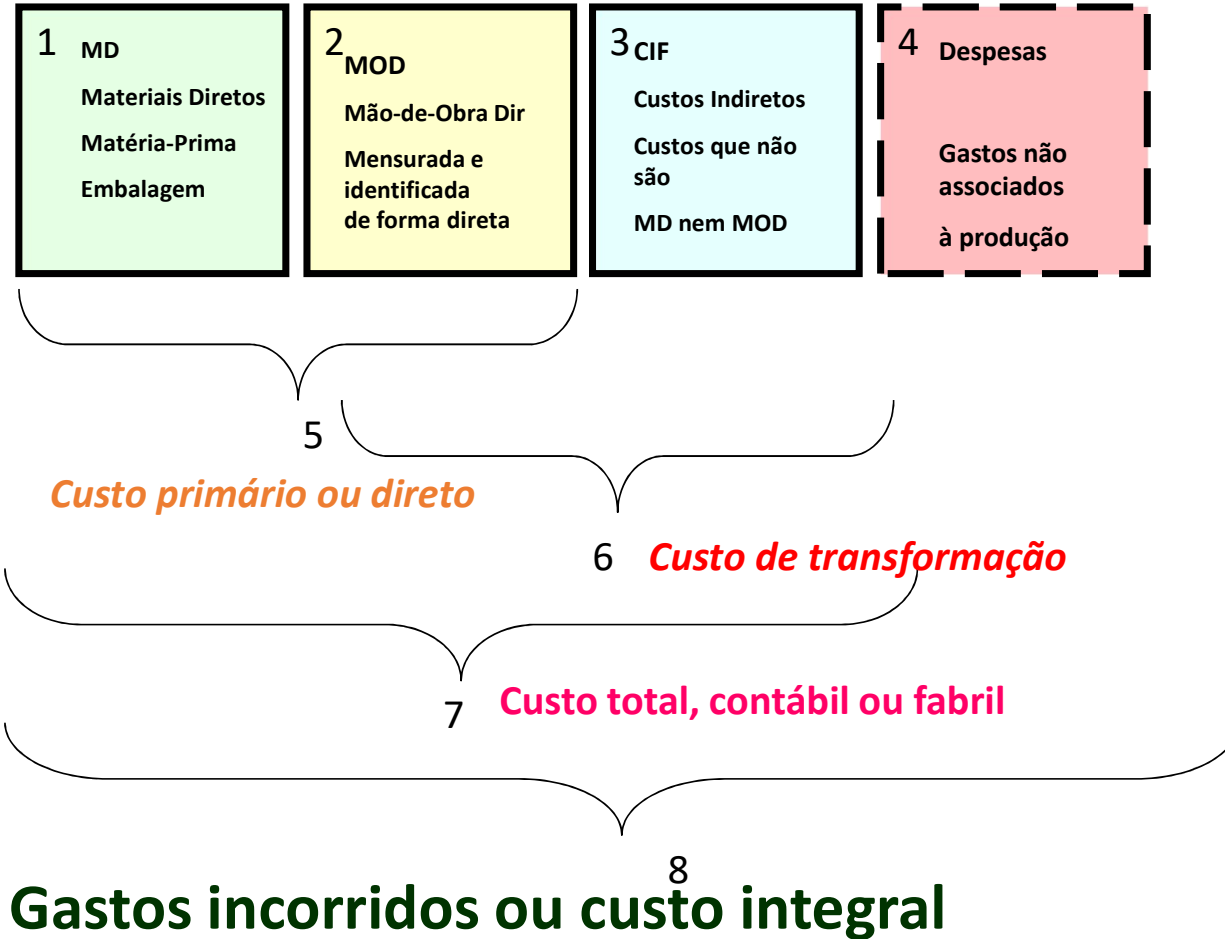 1
MD
Materiais Diretos
Matéria-Prima
Embalagem
2
MOD
Mão-de-Obra Dir
Mensurada e
identificada
de forma direta
3
CIF
Custos Indiretos
Custos que não
são
MD nem MOD
4
Despesas
Gastos não
associados
à produção
5
Custo primário ou direto
6 Custo de transformação
7 Custo total, contábil ou fabril
8
Gastos incorridos ou custo integral